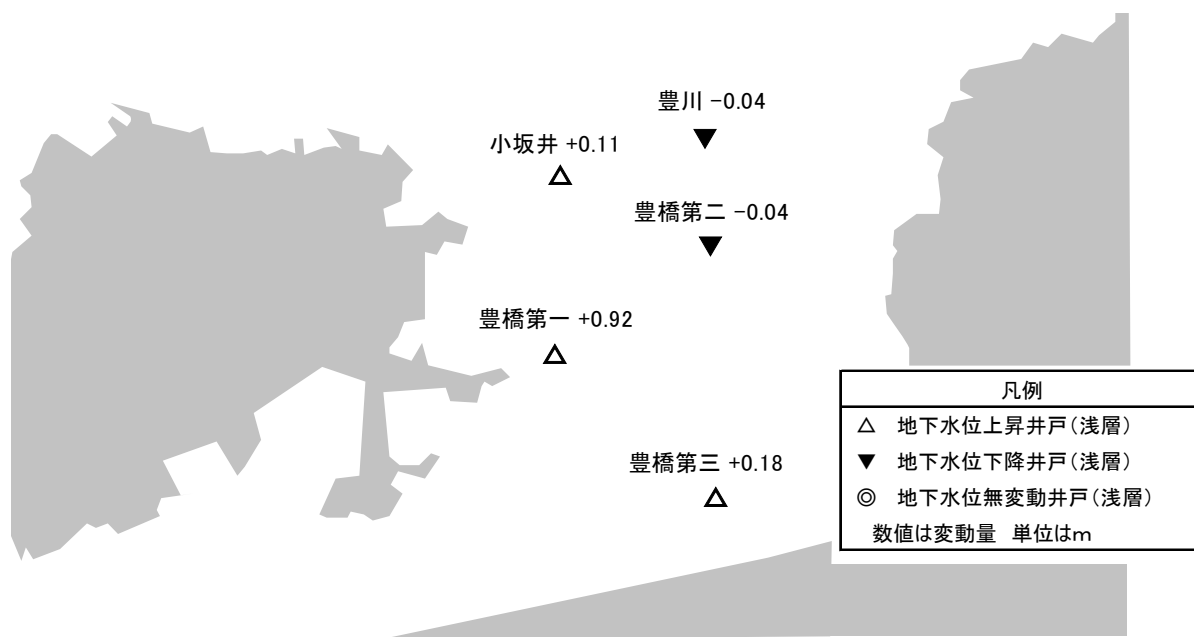 豊川 -0.04
小坂井 +0.11
豊橋第二 -0.04
豊橋第一 +0.92
豊橋第三 +0.18
凡例
△ 地下水位上昇井戸(浅層)
▼ 地下水位下降井戸(浅層)
◎ 地下水位無変動井戸(浅層)
数値は変動量 単位はm